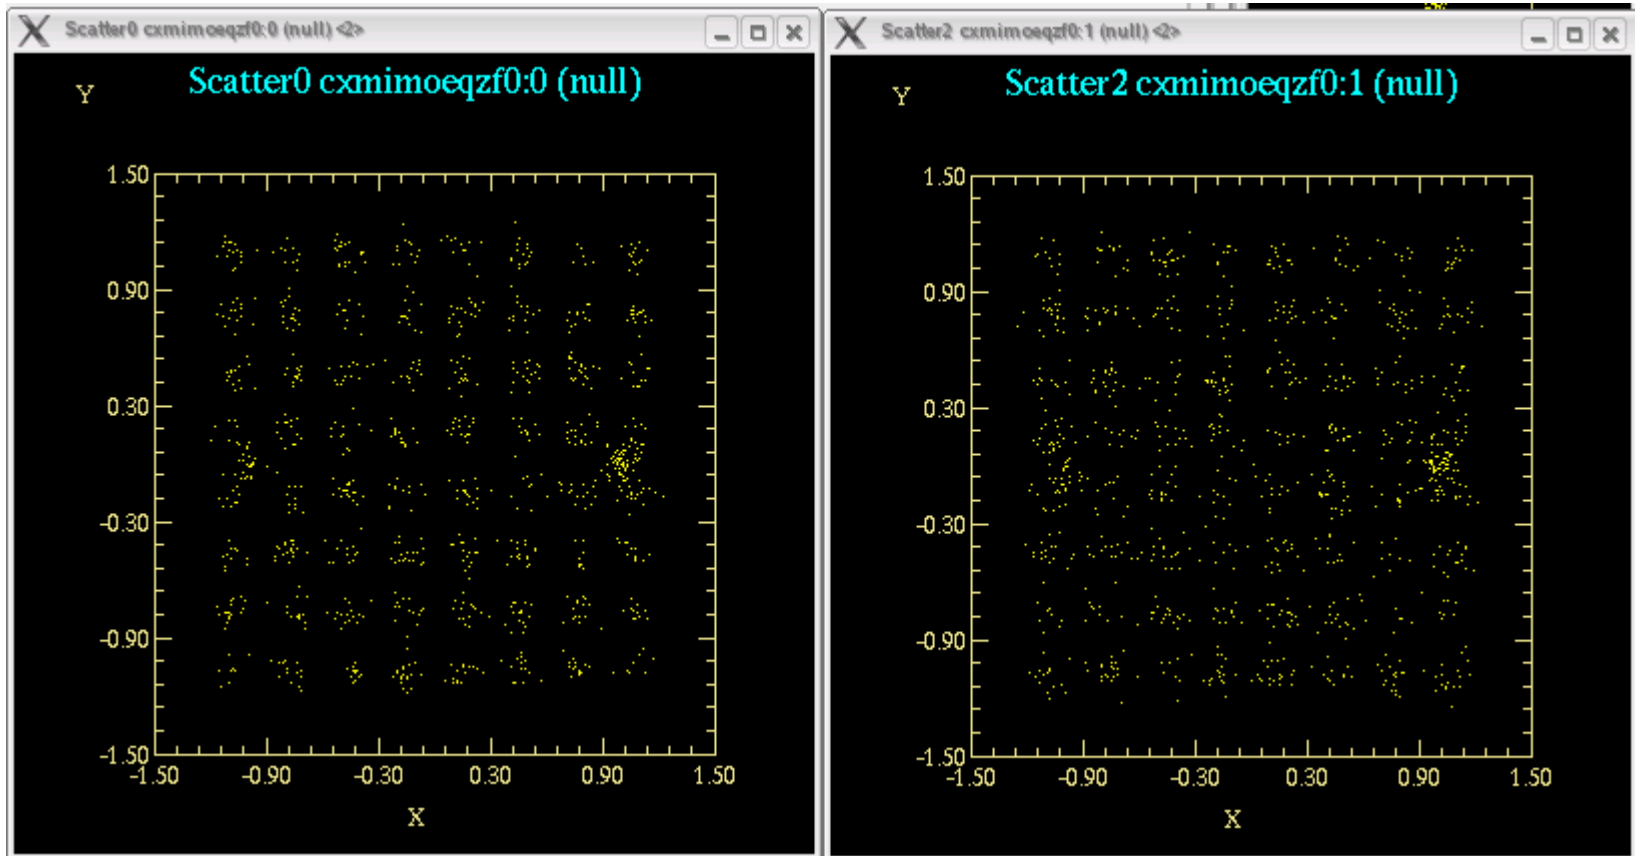 Scatter0 cxmimoeqzf0:0 (null) <2>
Scatter0 cxmimoeqzf0:0 (null)
Y
1.50
0.90
0.30
-0.30
-0.90
-1.50
-1.50 -0.90 -0.30 0.30 0.90 1.50
X
Scatter2 cxmimoeqzf0:1 (null) <2>
Scatter2 cxmimoeqzf0:1 (null)
Y
1.50
0.90
0.30
-0.30
-0.90
-1.50
-1.50 -0.90 -0.30 0.30 0.90 1.50
X